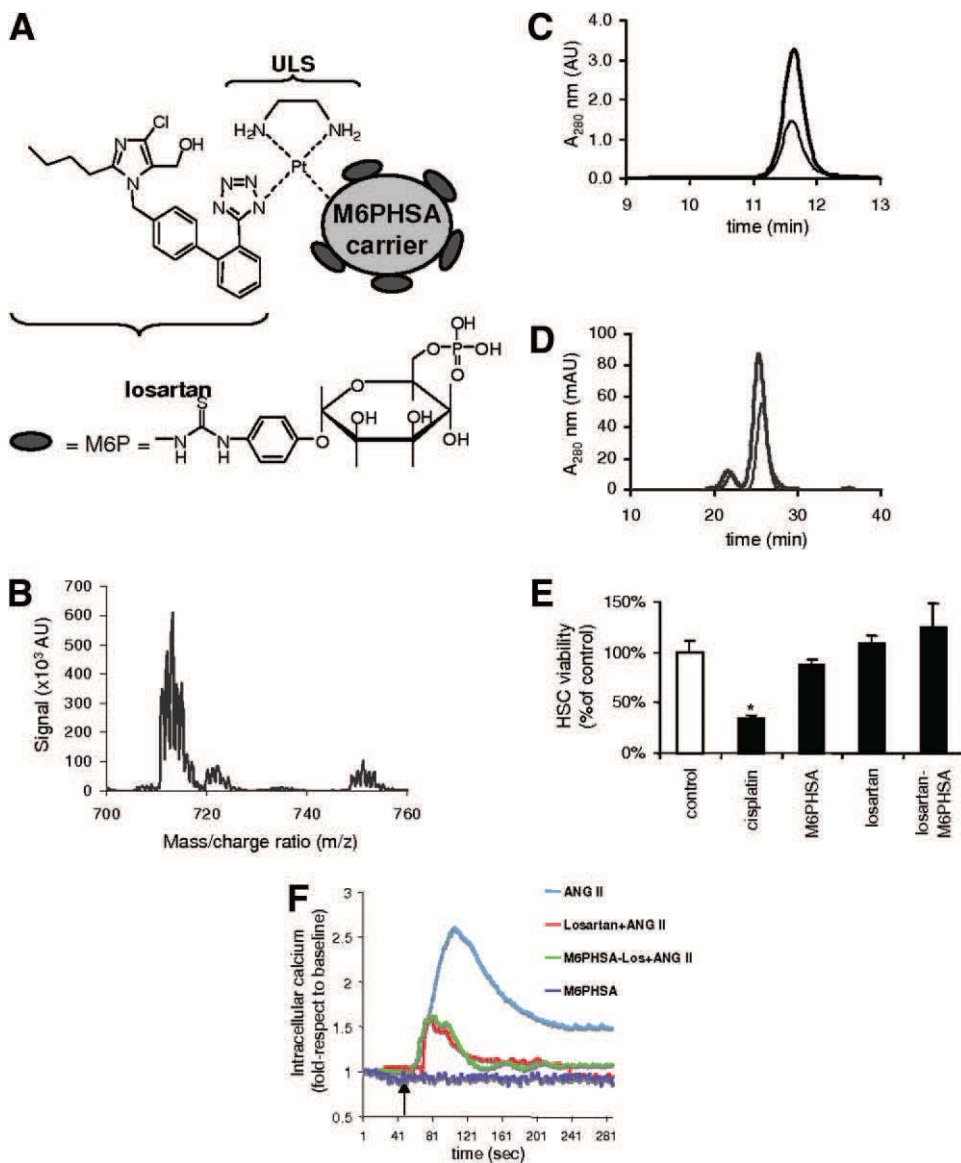 A
ULS
H₂N
NH₂
Pt
Cl
N
OH
N
N=N
N
N
M6PHSA
carrier
losartan
= M6P =
N
H
S
N
H
O
O
OH
OH
OH
OH
O
P
OH
OH
O
B
Signal (x10³ AU)
700
600
500
400
300
200
100
0
700
720
740
760
Mass/charge ratio (m/z)
C
A₂₈₀ nm (AU)
4.0
3.0
2.0
1.0
0.0
9
10
11
12
13
time (min)
D
A₂₈₀ nm (mAU)
100
80
60
40
20
0
10
20
30
40
time (min)
E
HSC viability
(% of control)
150%
100%
50%
0%
*
control
cisplatin
M6PHSA
losartan
losartan-
M6PHSA
F
Intracellular calcium
(fold-respect to baseline)
3
2.5
2
1.5
1
0.5
1
41
81
121
161
201
241
281
time (sec)
ANG II
Losartan+ANG II
M6PHSA-Los+ANG II
M6PHSA